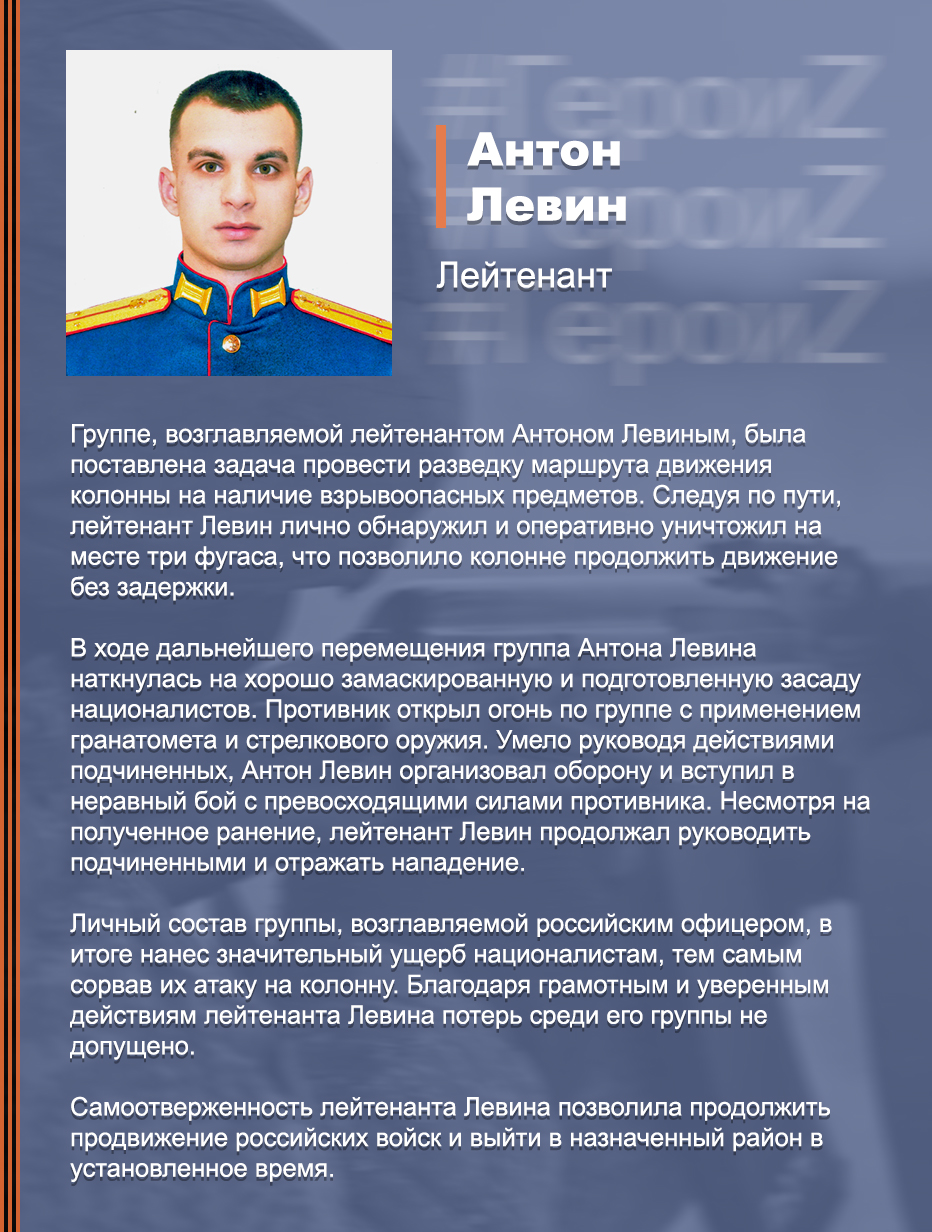 #ГероиZ
Антон
#ГероиZ
Левин
Лейтенант
#ГероиZ
Группе, возглавляемой лейтенантом Антоном Левиным, была
поставлена задача провести разведку маршрута движения
колонны на наличие взрывоопасных предметов. Следуя по пути,
лейтенант Левин лично обнаружил и оперативно уничтожил на
месте три фугаса, что позволило колонне продолжить движение
без задержки.
В ходе дальнейшего перемещения группа Антона Левина
наткнулась на хорошо замаскированную и подготовленную засаду
националистов. Противник открыл огонь по группе с применением
гранатомета и стрелкового оружия. Умело руководя действиями
подчиненных, Антон Левин организовал оборону и вступил в
неравный бой с превосходящими силами противника. Несмотря на
полученное ранение, лейтенант Левин продолжал руководить
подчиненными и отражать нападение.
Личный состав группы, возглавляемой российским офицером, в
итоге нанес значительный ущерб националистам, тем самым
сорвав их атаку на колонну. Благодаря грамотным и уверенным
действиям лейтенанта Левина потерь среди его группы не
допущено.
Самоотверженность лейтенанта Левина позволила продолжить
продвижение российских войск и выйти в назначенный район в
установленное время.